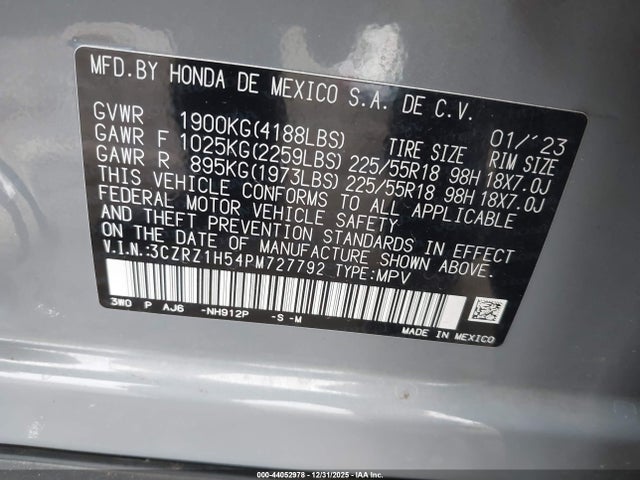 MFD.BY HONDA DE MEXICO S.A. DE C.V.
01/'23
GVWR 1900KG(4188LBS) TIRE SIZE RIM SIZE
GAWR F 1025KG(2259LBS) 225/55R18 98H 18X7.0J
GAWR R 895KG(1973LBS) 225/55R18 98H 18X7.0J
THIS VEHICLE CONFORMS TO ALL APPLICABLE
FEDERAL MOTOR VEHICLE SAFETY
AND THEFT PREVENTION STANDARDS IN EFFECT
ON THE DATE OF MANUFACTURE SHOWN ABOVE.
V.I.N.:3CZRZ1H54PM727792 TYPE:MPV
3W0 P AJ6 -NH912P -S -M
MADE IN MEXICO
000-44052978 - 12/31/2025 - IAA Inc.